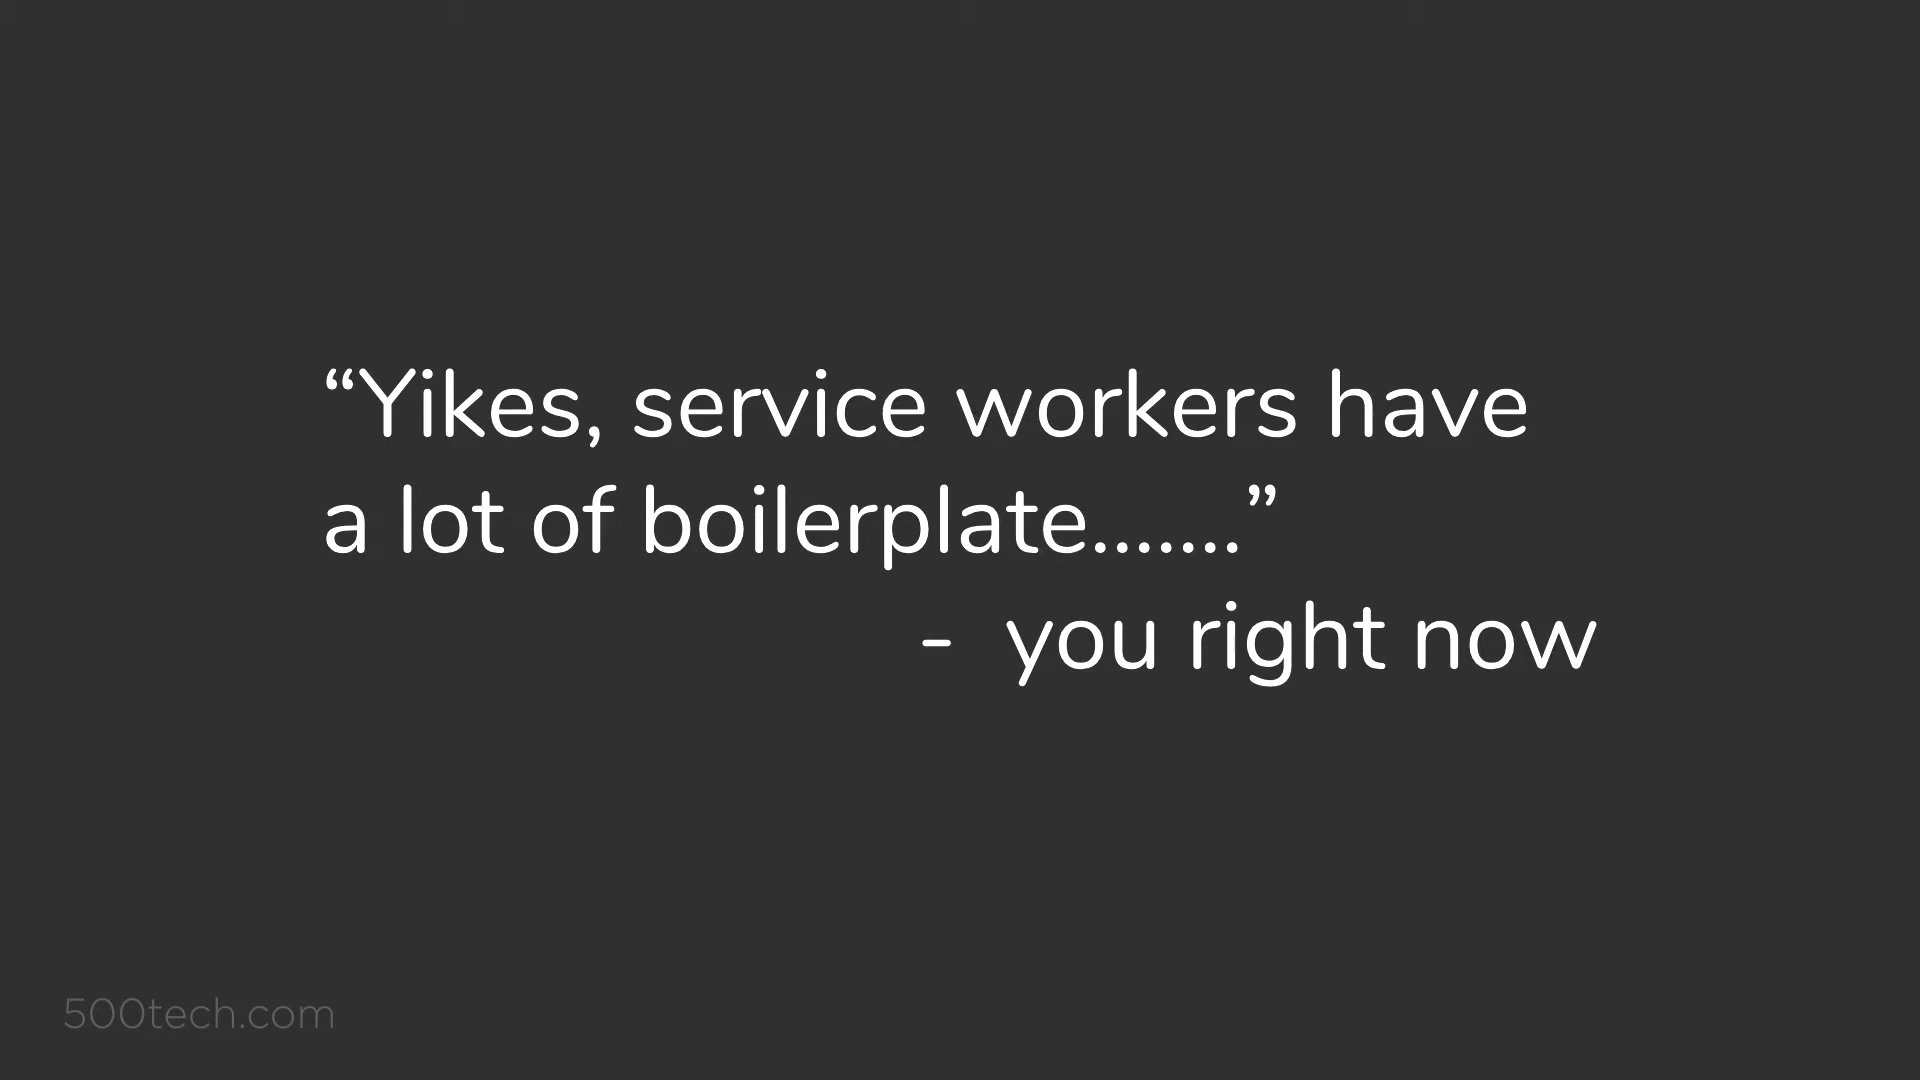 “Yikes, service workers have
a lot of boilerplate.......”
- you right now
500tech.com